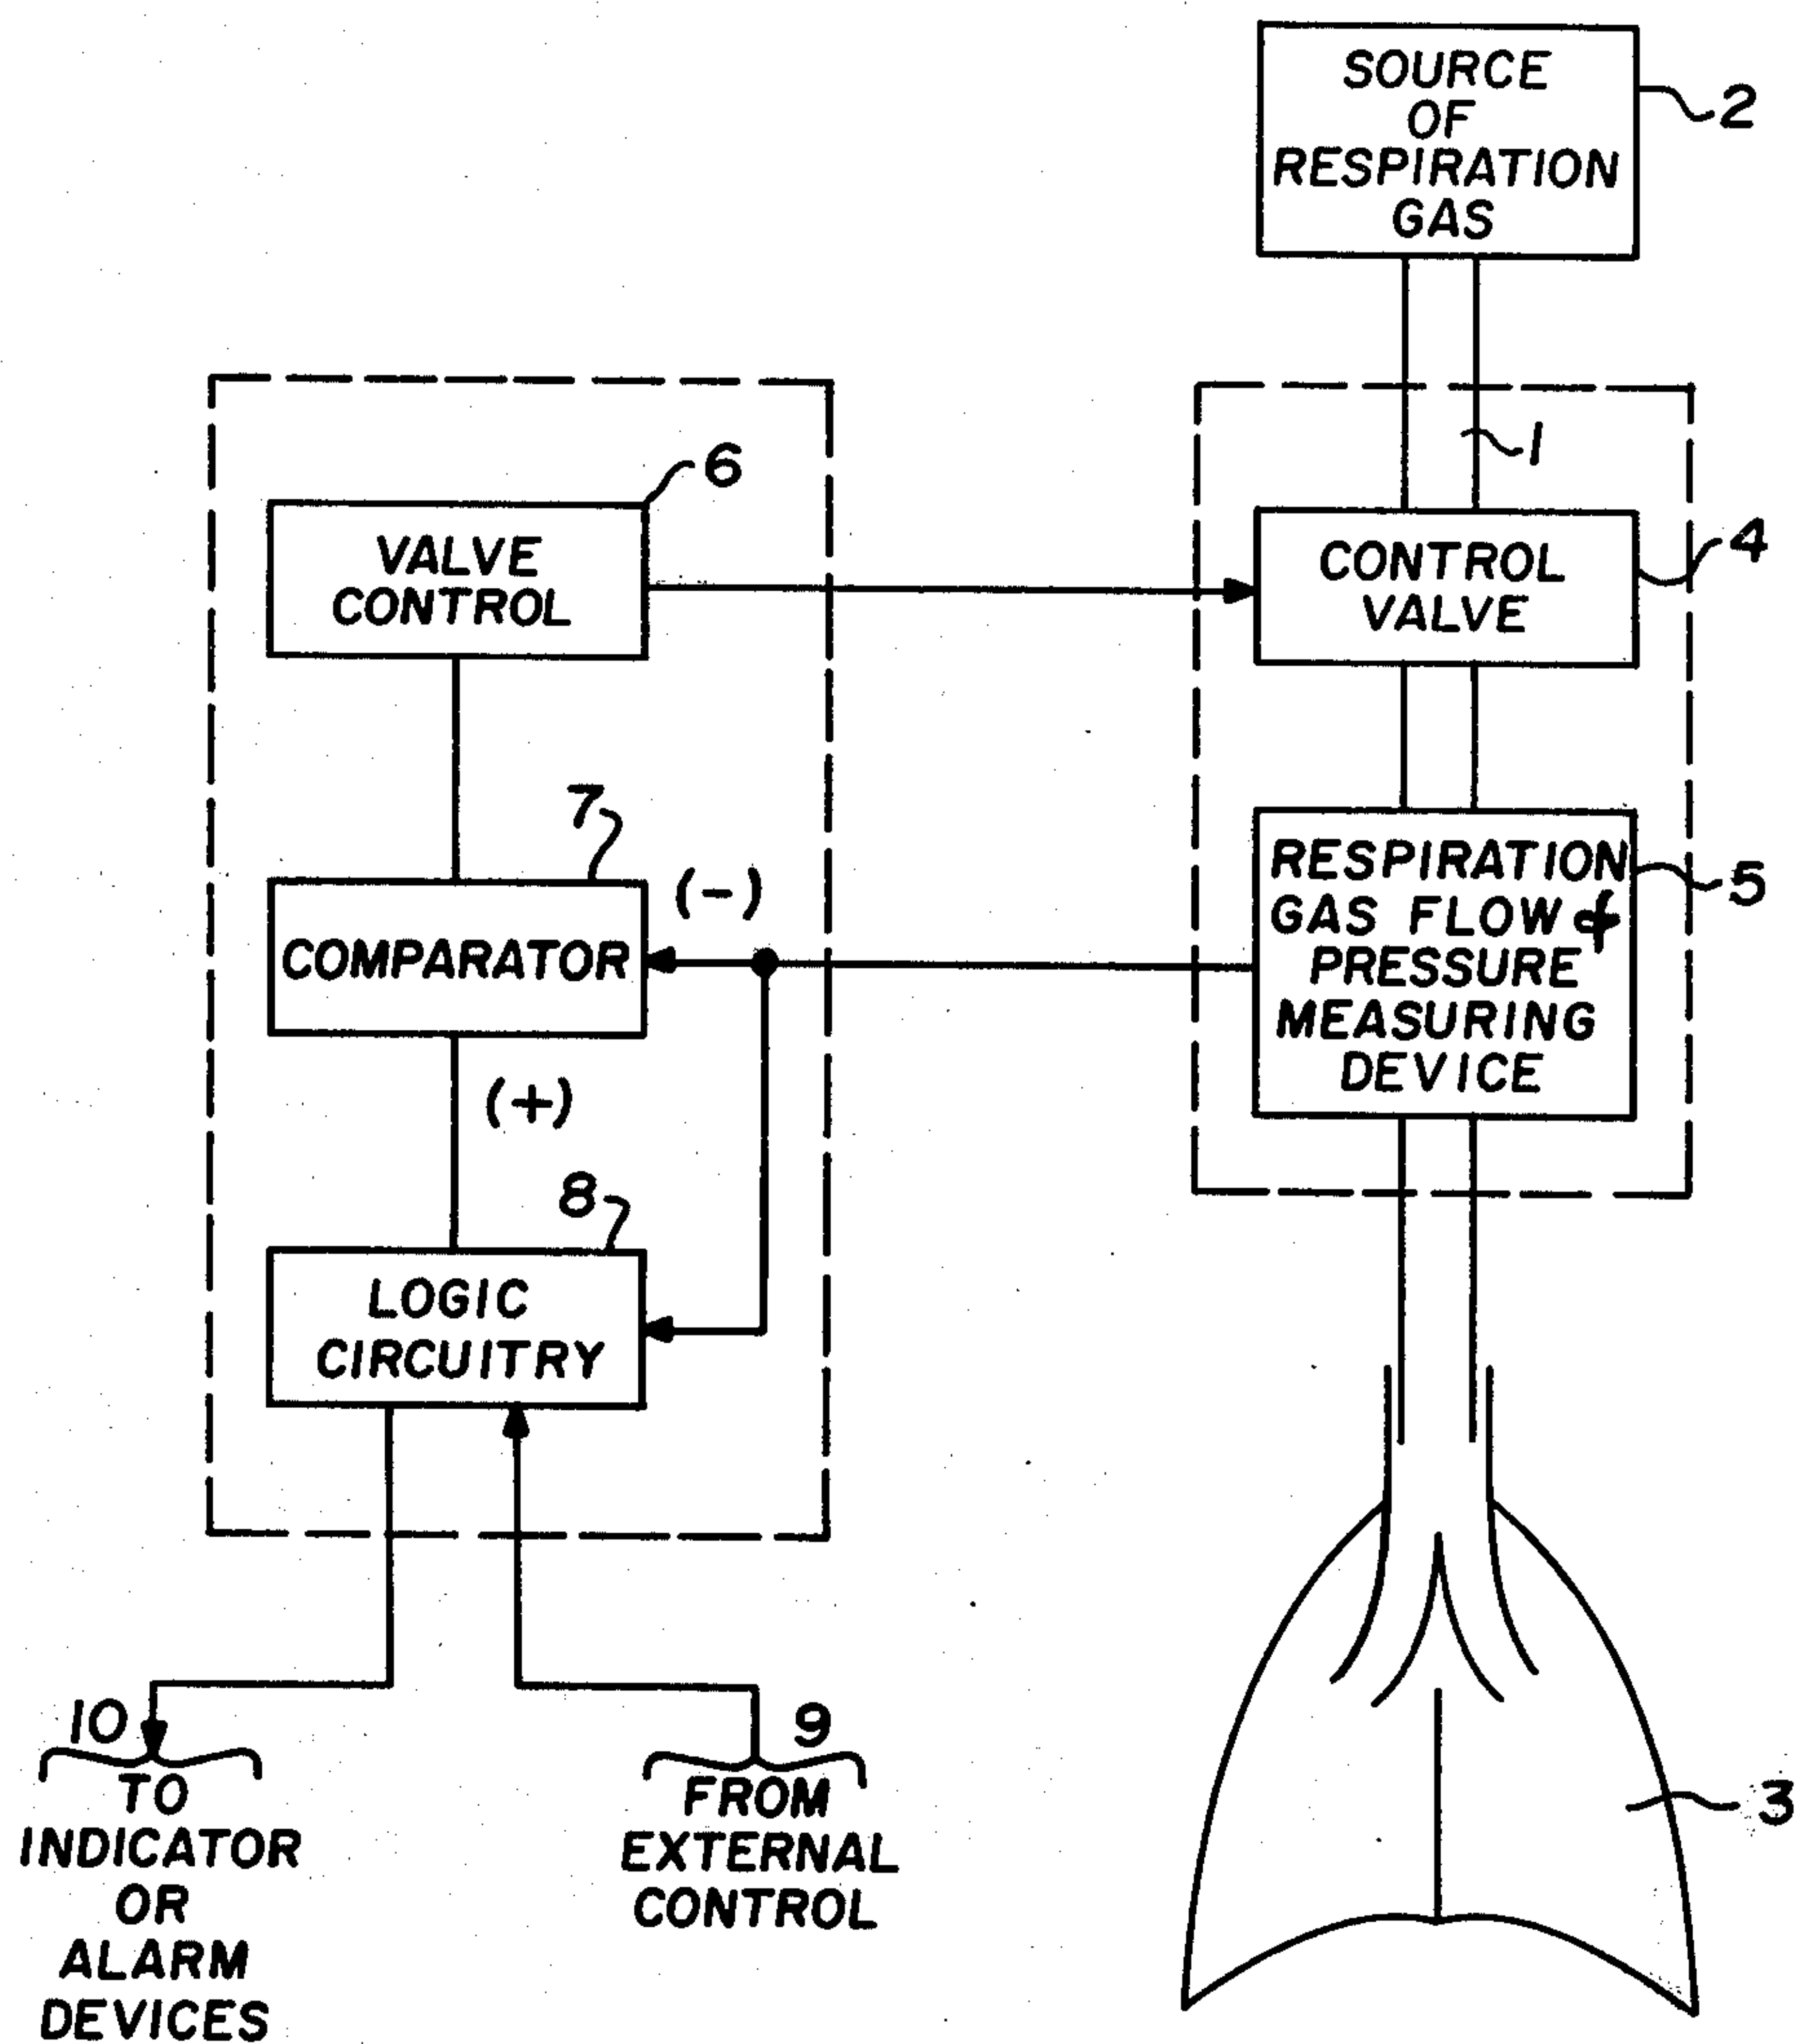 SOURCE
OF
RESPIRATION
GAS
2
1
6
VALVE
CONTROL
CONTROL
VALVE
4
7
(-)
COMPARATOR
RESPIRATION
GAS FLOW &
PRESSURE
MEASURING
DEVICE
5
(+)
8
LOGIC
CIRCUITRY
10
TO
INDICATOR
OR
ALARM
DEVICES
9
FROM
EXTERNAL
CONTROL
3